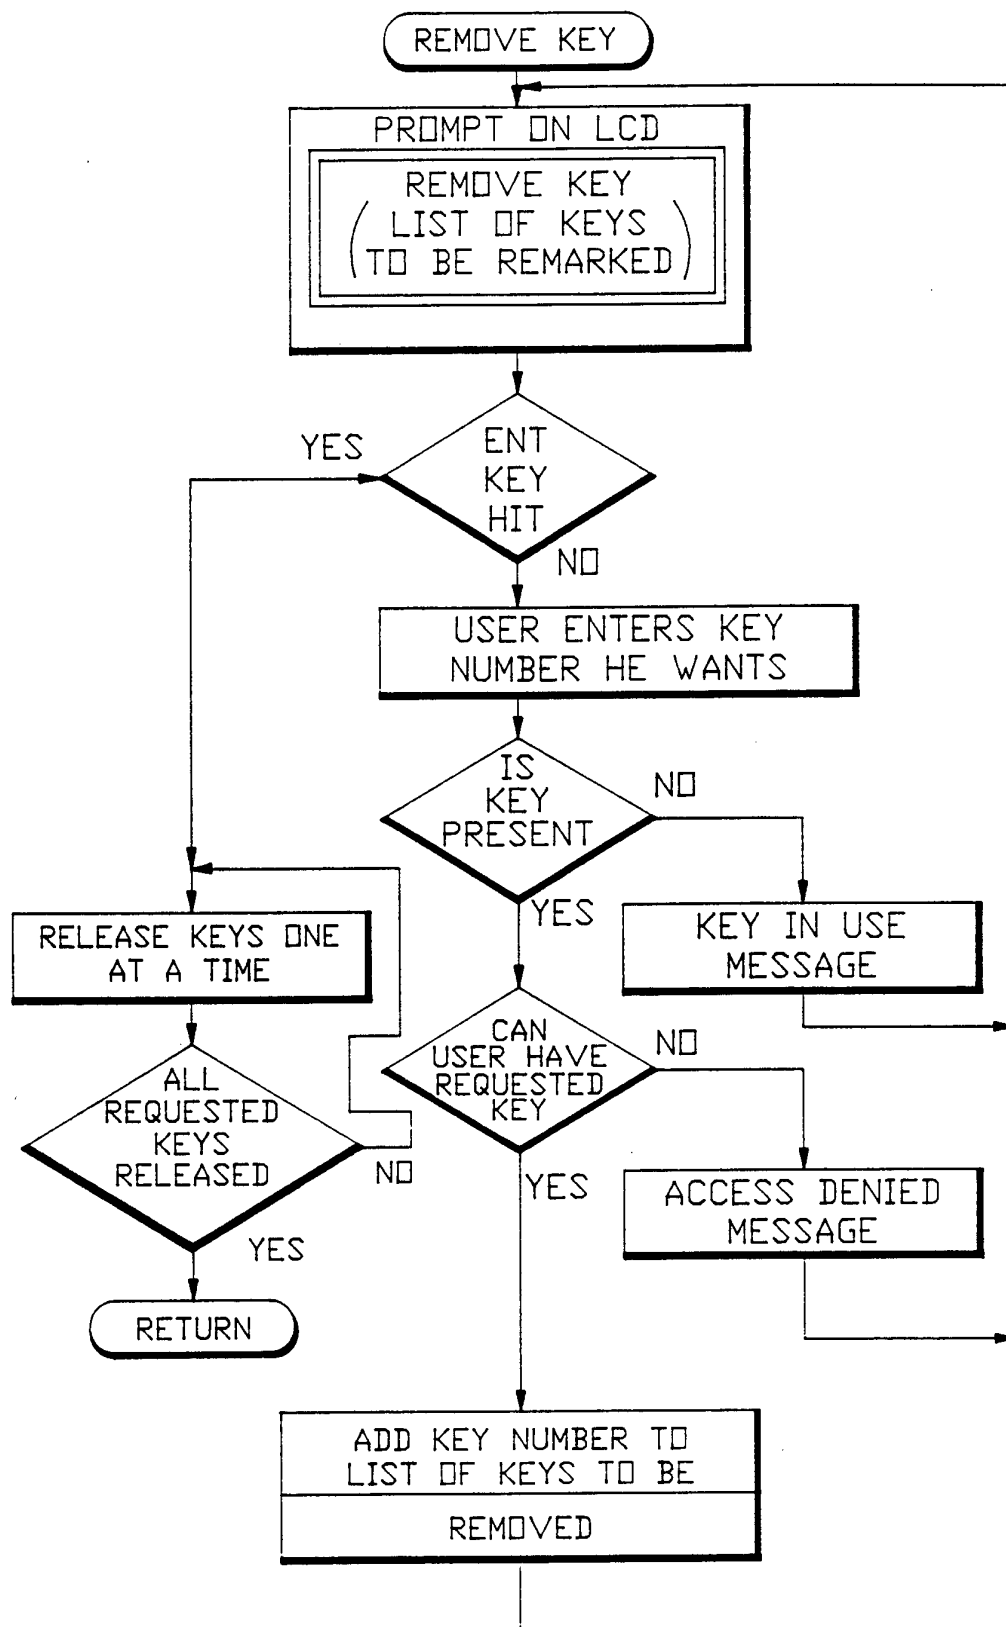 REMOVE KEY
PROMPT ON LCD
REMOVE KEY
(LIST OF KEYS
TO BE REMARKED)
YES
ENT
KEY
HIT
NO
USER ENTERS KEY
NUMBER HE WANTS
IS
KEY
PRESENT
NO
YES
KEY IN USE
MESSAGE
RELEASE KEYS ONE
AT A TIME
CAN
USER HAVE
REQUESTED
KEY
NO
YES
ALL
REQUESTED
KEYS
RELEASED
NO
YES
ACCESS DENIED
MESSAGE
RETURN
ADD KEY NUMBER TO
LIST OF KEYS TO BE
REMOVED